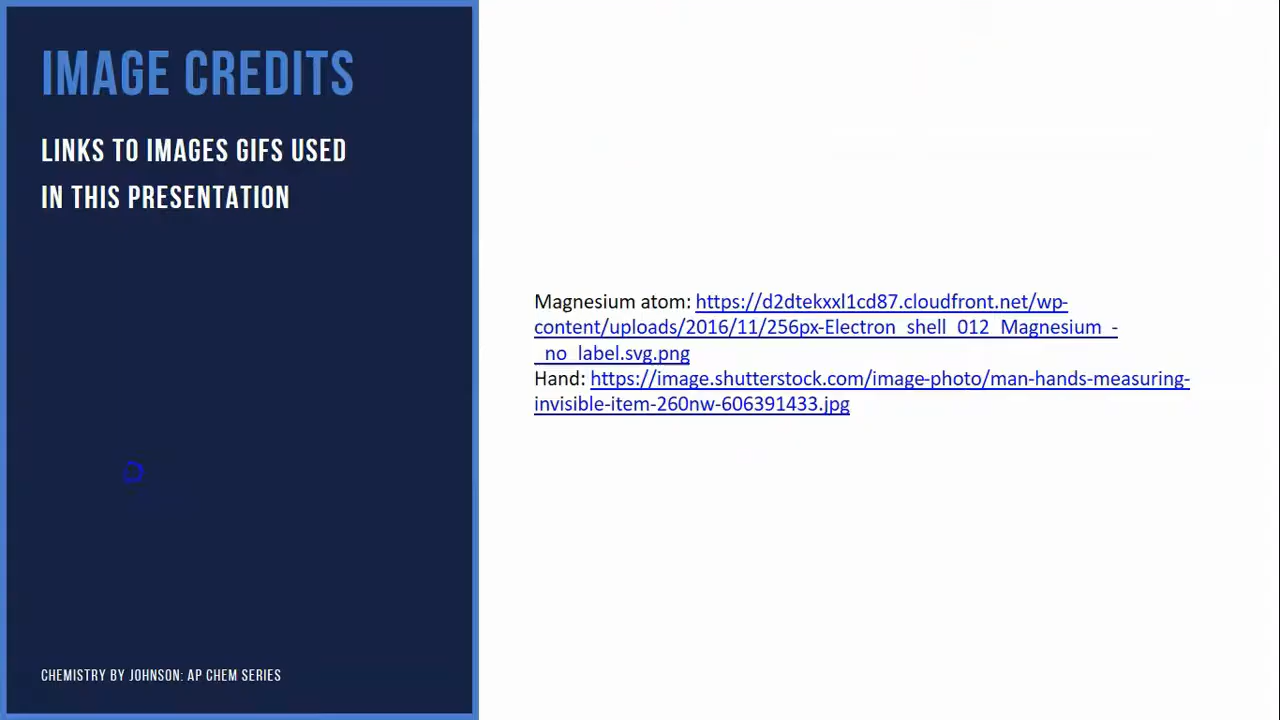 IMAGE CREDITS
LINKS TO IMAGES GIFS USED
IN THIS PRESENTATION
Magnesium atom: https://d2dtekxxl1cd87.cloudfront.net/wp-
content/uploads/2016/11/256px-Electron_shell_012_Magnesium_-
_no_label.svg.png
Hand: https://image.shutterstock.com/image-photo/man-hands-measuring-
invisible-item-260nw-606391433.jpg
CHEMISTRY BY JOHNSON: AP CHEM SERIES